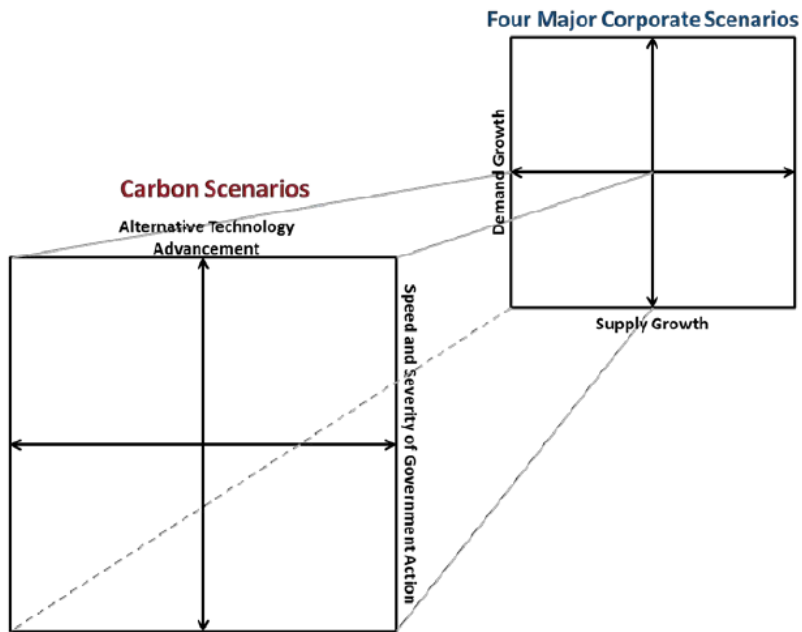 Four Major Corporate Scenarios
Demand Growth
Supply Growth
Carbon Scenarios
Alternative Technology
Advancement
Speed and Severity of Government Action